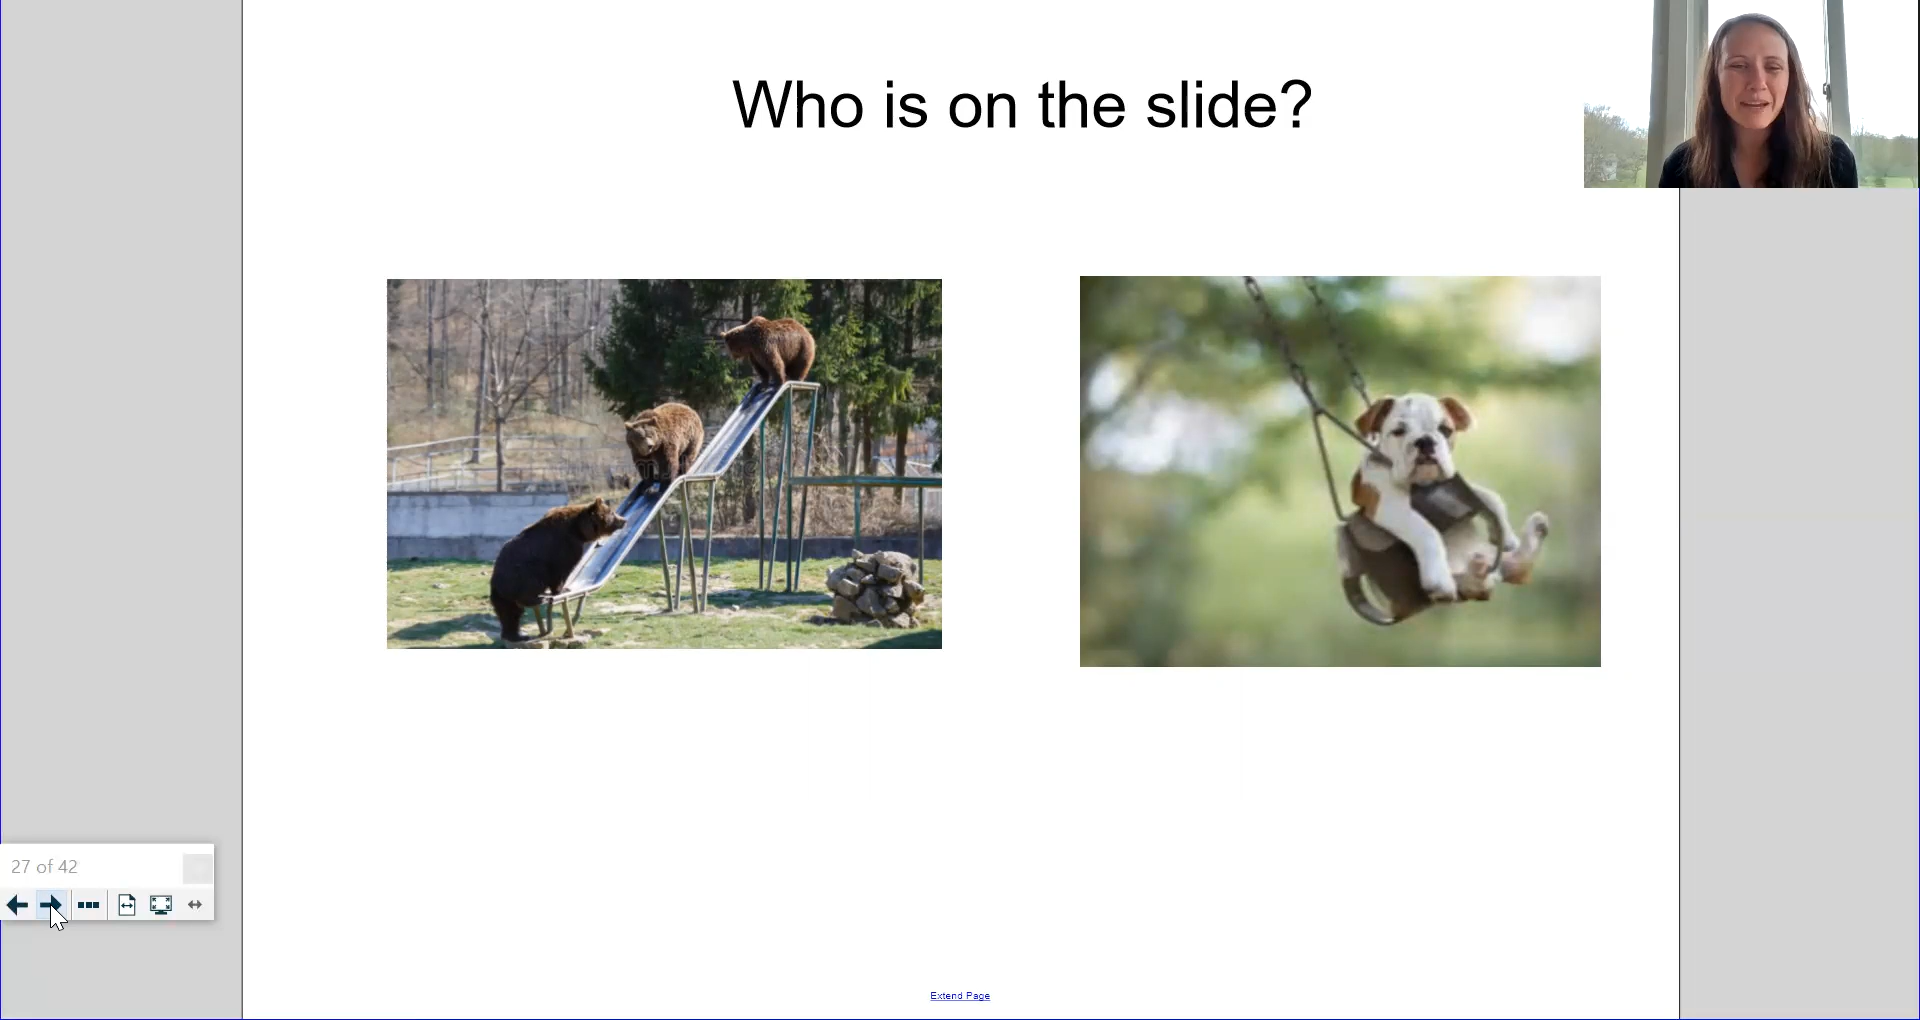 Who is on the slide?
27 of 42
Extend Page